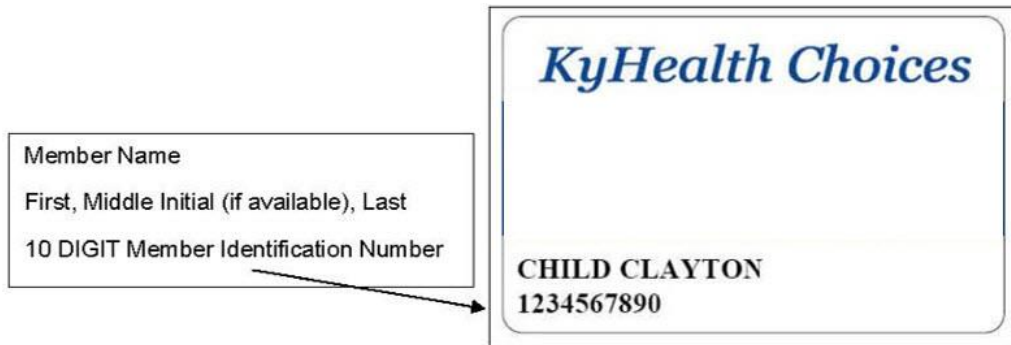 Member Name
First, Middle Initial (if available), Last
10 DIGIT Member Identification Number
KyHealth Choices
CHILD CLAYTON
1234567890